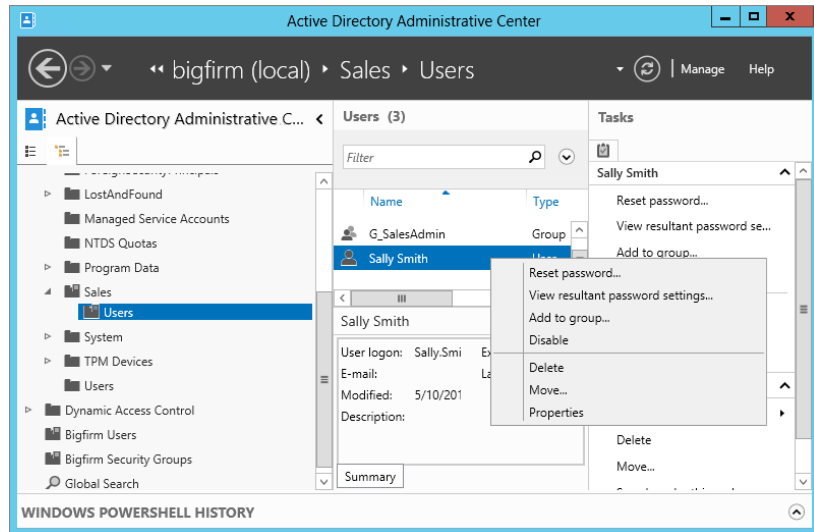 Active Directory Administrative Center
bigfirm (local) Sales Users
Manage Help
Active Directory Administrative C...
LostAndFound
Managed Service Accounts
NTDS Quotas
Program Data
Sales
Users
System
TPM Devices
Users
Dynamic Access Control
Bigfirm Users
Bigfirm Security Groups
Global Search
Users (3)
Filter
Name Type
G_SalesAdmin Group
Sally Smith
Sally Smith
User logon: Sally.Smi
E-mail:
Modified: 5/10/201
Description:
Summary
Reset password...
View resultant password settings...
Add to group...
Disable
Delete
Move...
Properties
Tasks
Sally Smith
Reset password...
View resultant password se...
Add to group...
Delete
Move...
WINDOWS POWERSHELL HISTORY